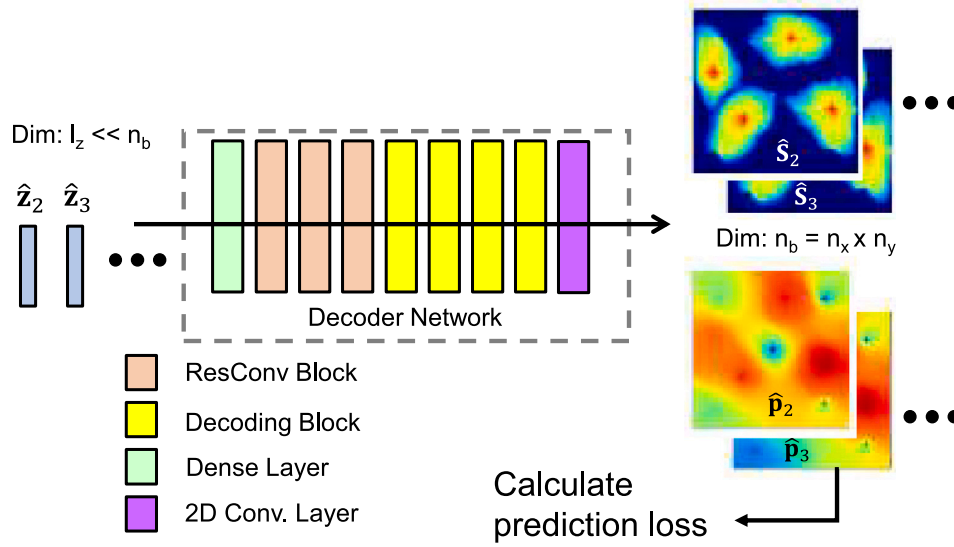 Dim: l_z << n_b
ẑ₂ ẑ₃
Decoder Network
ResConv Block
Decoding Block
Dense Layer
2D Conv. Layer
Ŝ₂
Ŝ₃
Dim: n_b = n_x x n_y
p̂₂
p̂₃
Calculate
prediction loss